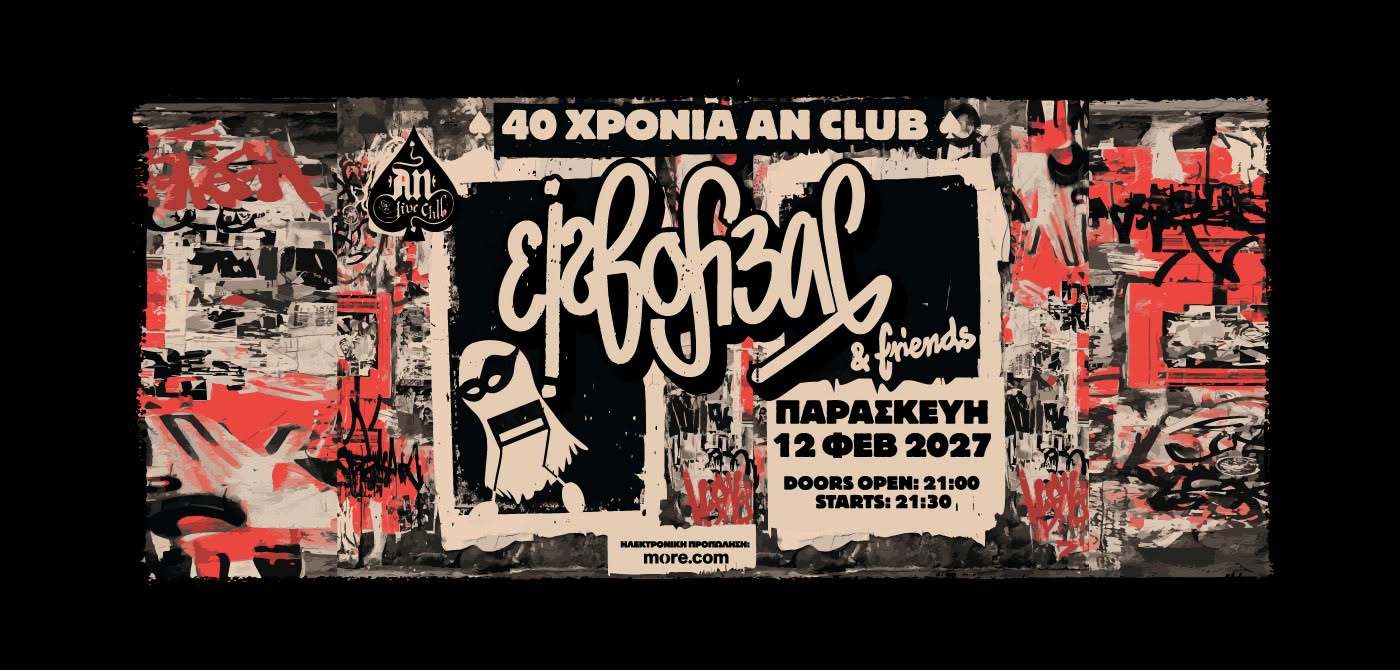 40 ΧΡΟΝΙΑ AN CLUB
AN
Live Club
εισβολέας
& friends
ΠΑΡΑΣΚΕΥΗ
12 ΦΕΒ 2027
DOORS OPEN: 21:00
STARTS: 21:30
ΗΛΕΚΤΡΟΝΙΚΗ ΠΡΟΠΩΛΗΣΗ:
more.com